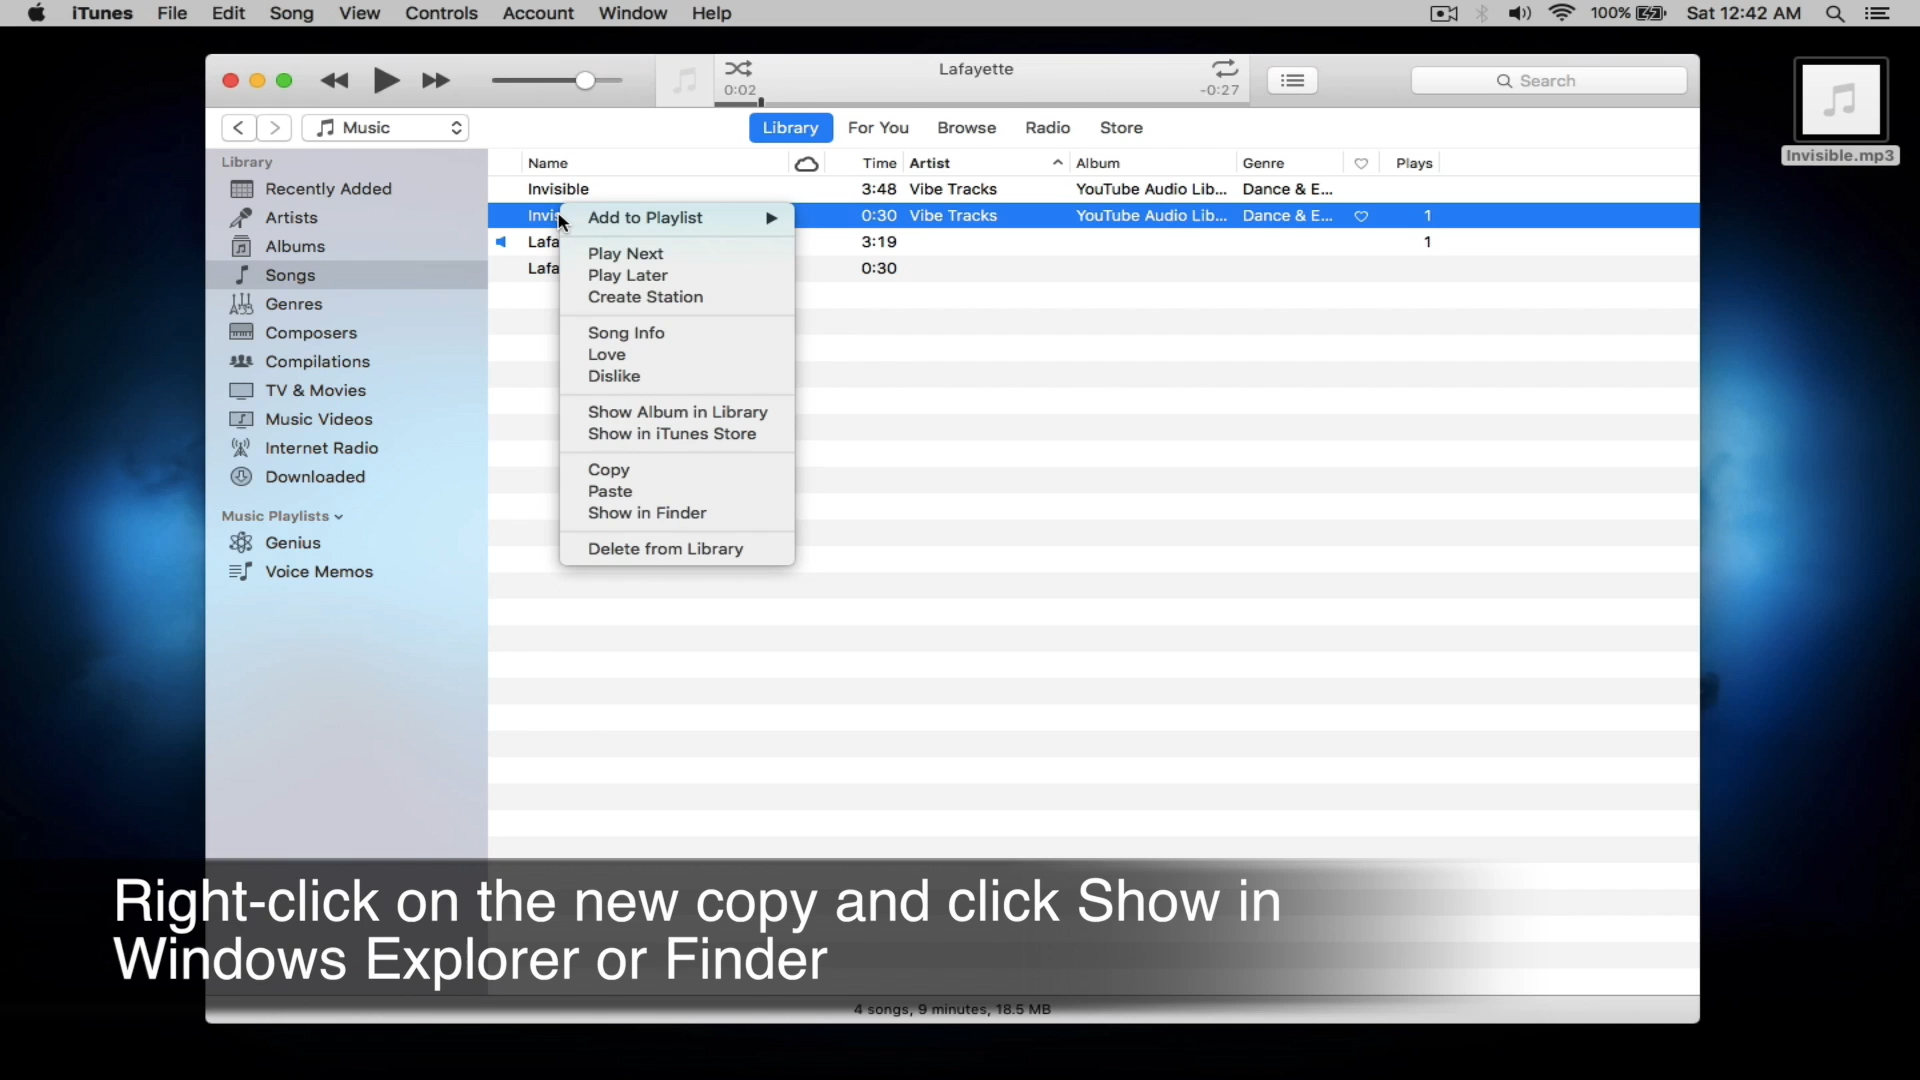 iTunes File Edit Song View Controls Account Window Help 100% Sat 12:42 AM
Lafayette
0:02 -0:27
Search
Music Library For You Browse Radio Store
Invisible.mp3
Library
Recently Added
Artists
Albums
Songs
Genres
Composers
Compilations
TV & Movies
Music Videos
Internet Radio
Downloaded
Music Playlists
Genius
Voice Memos
Name Time Artist Album Genre Plays
Invisible 3:48 Vibe Tracks YouTube Audio Lib... Dance & E...
Invis 0:30 Vibe Tracks YouTube Audio Lib... Dance & E... 1
Lafa 3:19 1
Lafa 0:30
Add to Playlist
Play Next
Play Later
Create Station
Song Info
Love
Dislike
Show Album in Library
Show in iTunes Store
Copy
Paste
Show in Finder
Delete from Library
Right-click on the new copy and click Show in
Windows Explorer or Finder
4 songs, 9 minutes, 18.5 MB